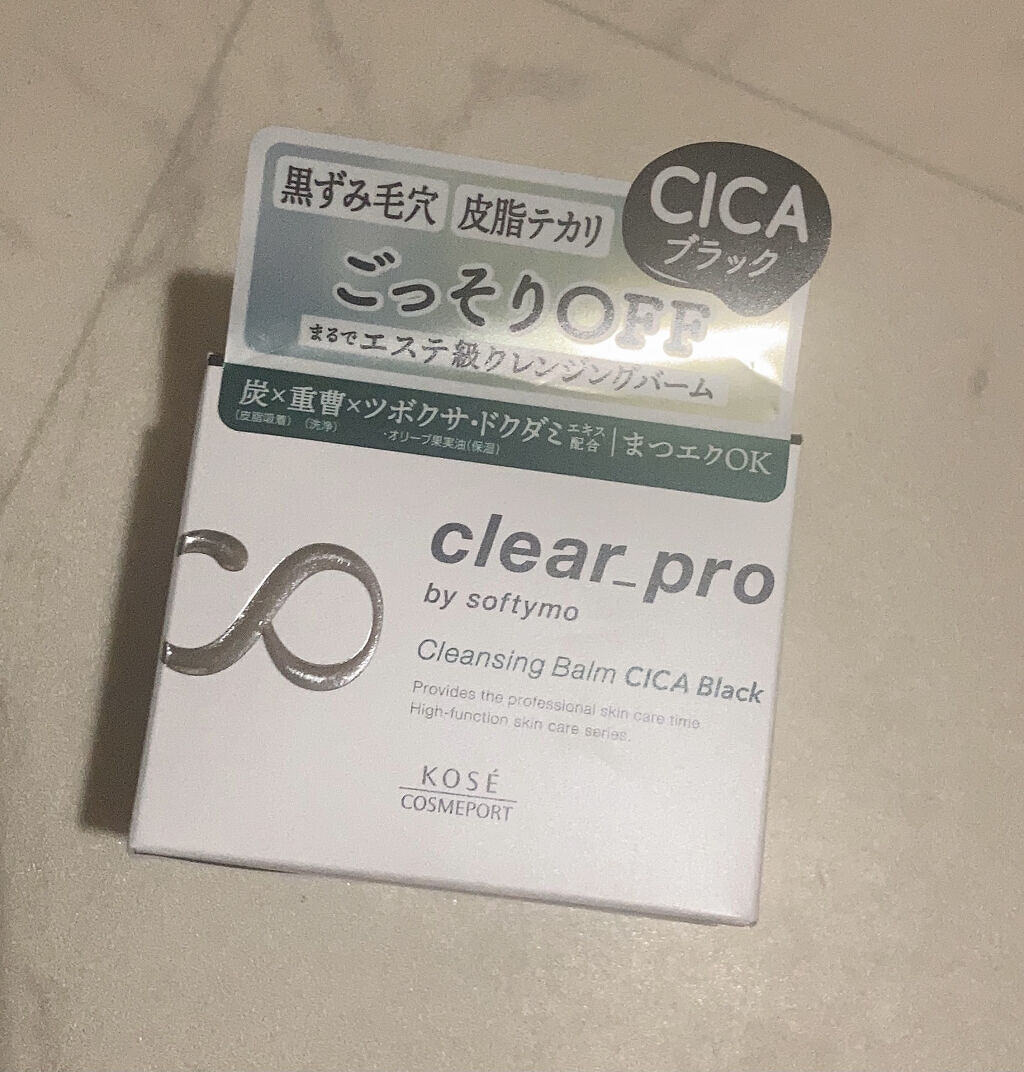 CICA
ブラック
黒ずみ毛穴 皮脂テカリ
ごっそりOFF
まるでエステ級クレンジングバーム
炭×重曹×ツボクサ・ドクダミエキス配合|まつエクOK
(皮脂吸着) (洗浄) ・オリーブ果実油(保湿)
clear_pro
by softymo
Cleansing Balm CICA Black
Provides the professional skin care time
High-function skin care series.
KOSÉ
COSMEPORT